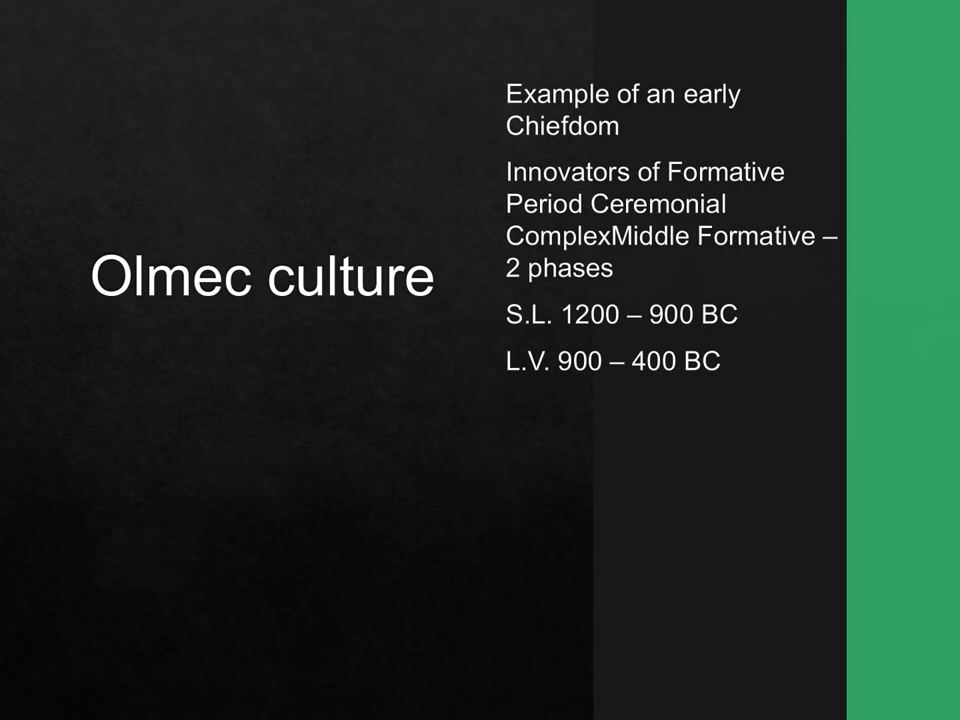 Olmec culture
Example of an early
Chiefdom
Innovators of Formative
Period Ceremonial
ComplexMiddle Formative –
2 phases
S.L. 1200 – 900 BC
L.V. 900 – 400 BC